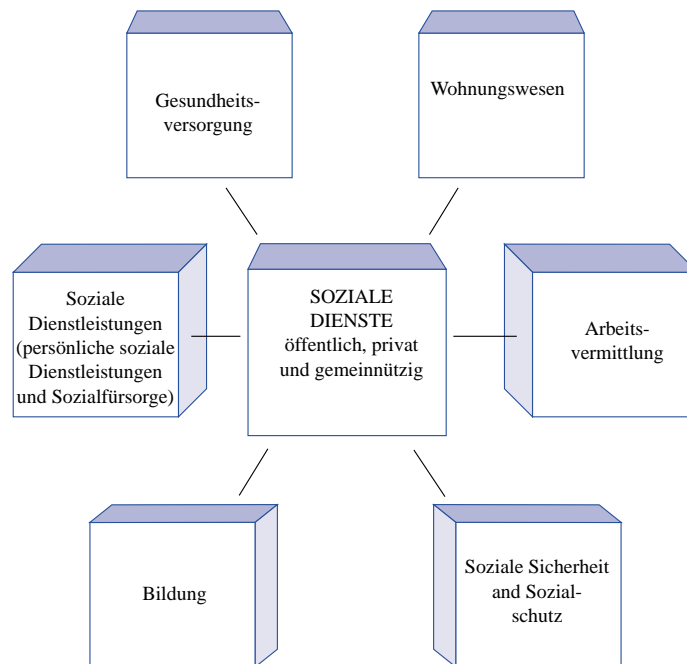 Gesundheits-
versorgung
Wohnungswesen
Soziale
Dienstleistungen
(persönliche soziale
Dienstleistungen
und Sozialfürsorge)
SOZIALE
DIENSTE
öffentlich, privat
und gemeinnützig
Arbeits-
vermittlung
Bildung
Soziale Sicherheit
and Sozial-
schutz